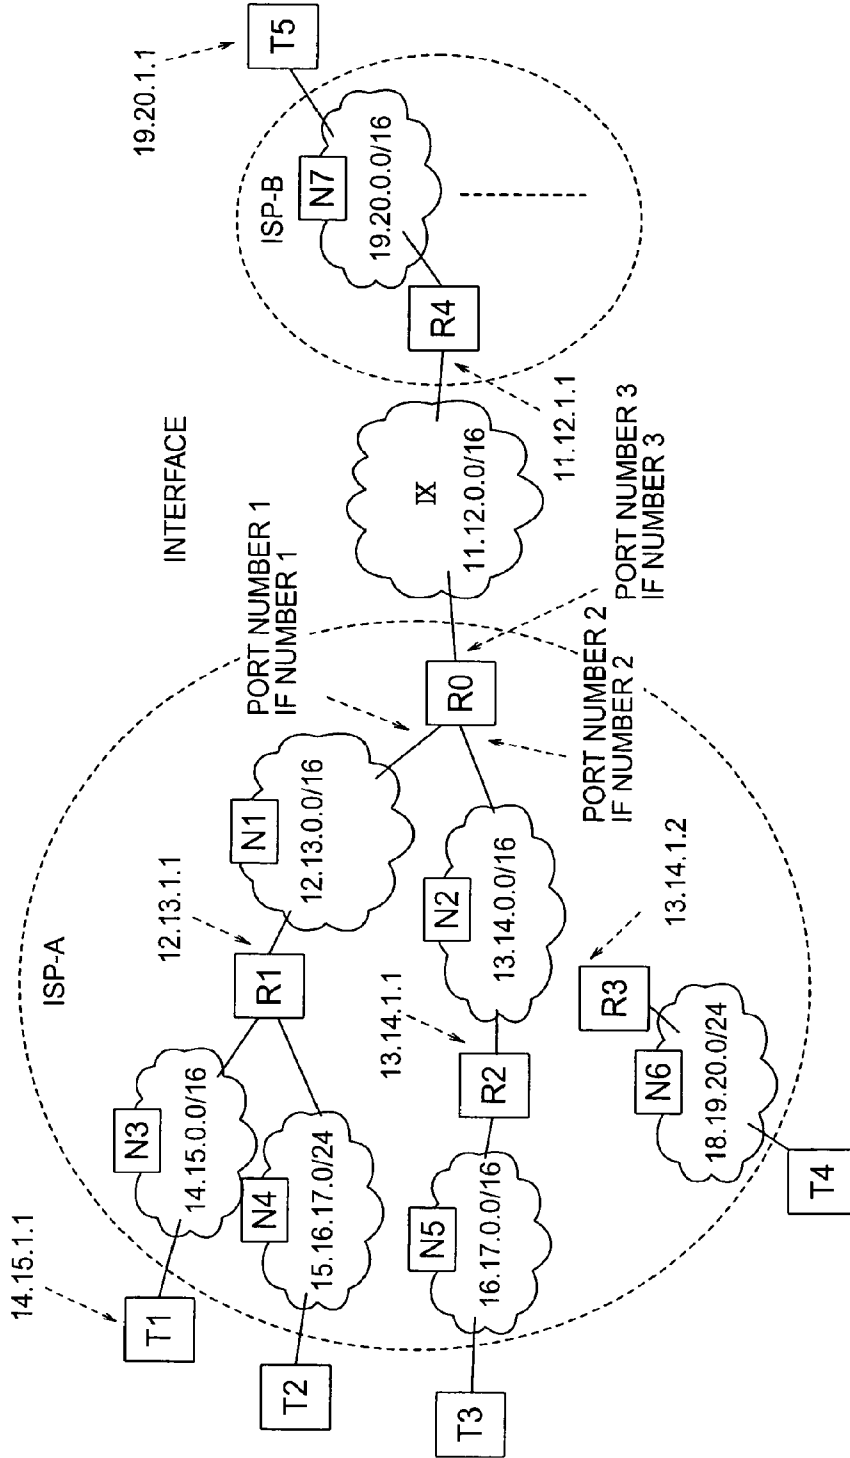 14.15.1.1
T1
N3
14.15.0.0/16
ISP-A
12.13.1.1
R1
N1
12.13.0.0/16
PORT NUMBER 1
IF NUMBER 1
INTERFACE
ISP-B
19.20.1.1
T5
N7
19.20.0.0/16
T2
N4
15.16.17.0/24
R0
IX
11.12.0.0/16
R4
11.12.1.1
T3
N5
16.17.0.0/16
R2
13.14.1.1
N2
13.14.0.0/16
PORT NUMBER 2
IF NUMBER 2
PORT NUMBER 3
IF NUMBER 3
T4
N6
18.19.20.0/24
R3
13.14.1.2